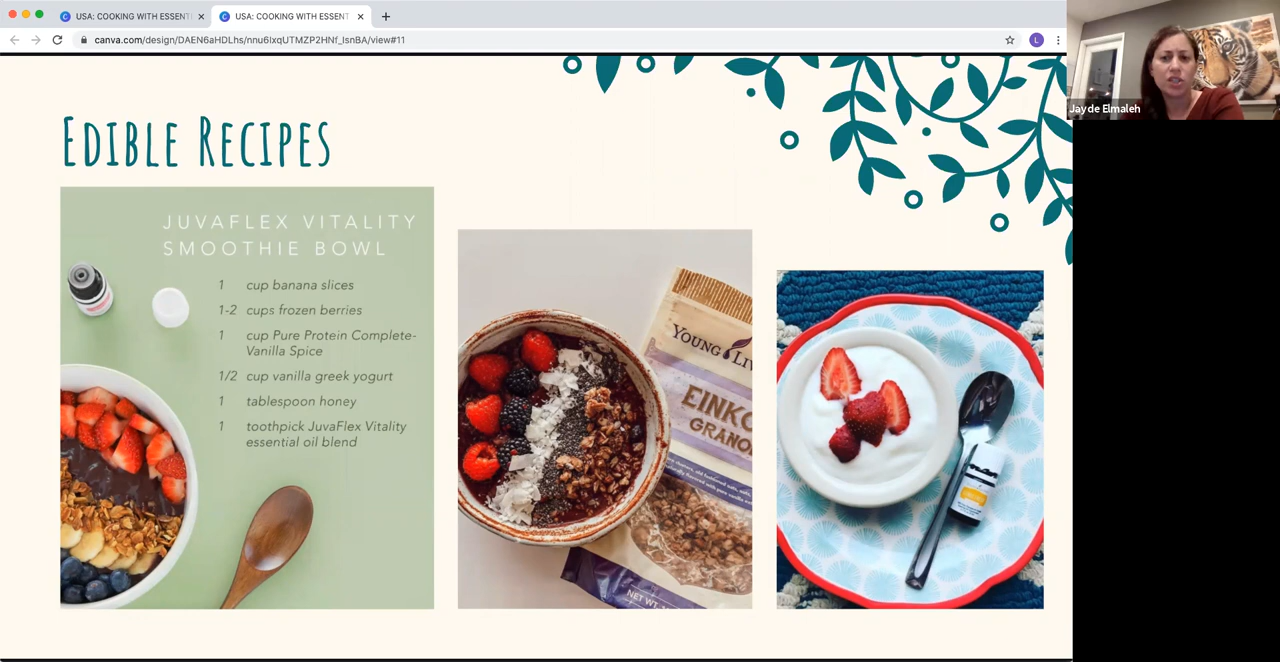 USA: COOKING WITH ESSENT
USA: COOKING WITH ESSENT
canva.com/design/DAEN6aHDLhs/nnu6IxqUTMZP2HNf_IsnBA/view#11
L
Jayde Elmaleh
EDIBLE RECIPES
JUVAFLEX VITALITY
SMOOTHIE BOWL
1 cup banana slices
1-2 cups frozen berries
1 cup Pure Protein Complete-
Vanilla Spice
1/2 cup vanilla greek yogurt
1 tablespoon honey
1 toothpick JuvaFlex Vitality
essential oil blend
YOUNG LIV
EINKO
GRANO
NET WT.